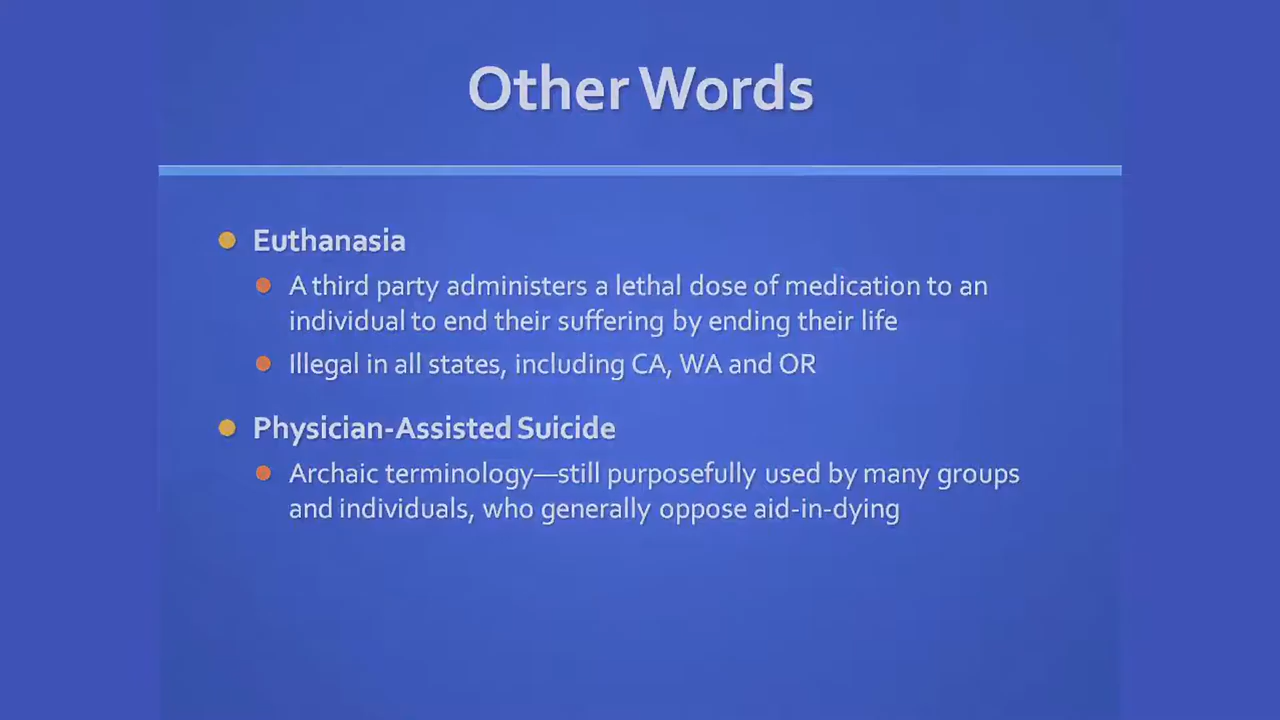 Other Words
Euthanasia
A third party administers a lethal dose of medication to an
individual to end their suffering by ending their life
Illegal in all states, including CA, WA and OR
Physician-Assisted Suicide
Archaic terminology—still purposefully used by many groups
and individuals, who generally oppose aid-in-dying